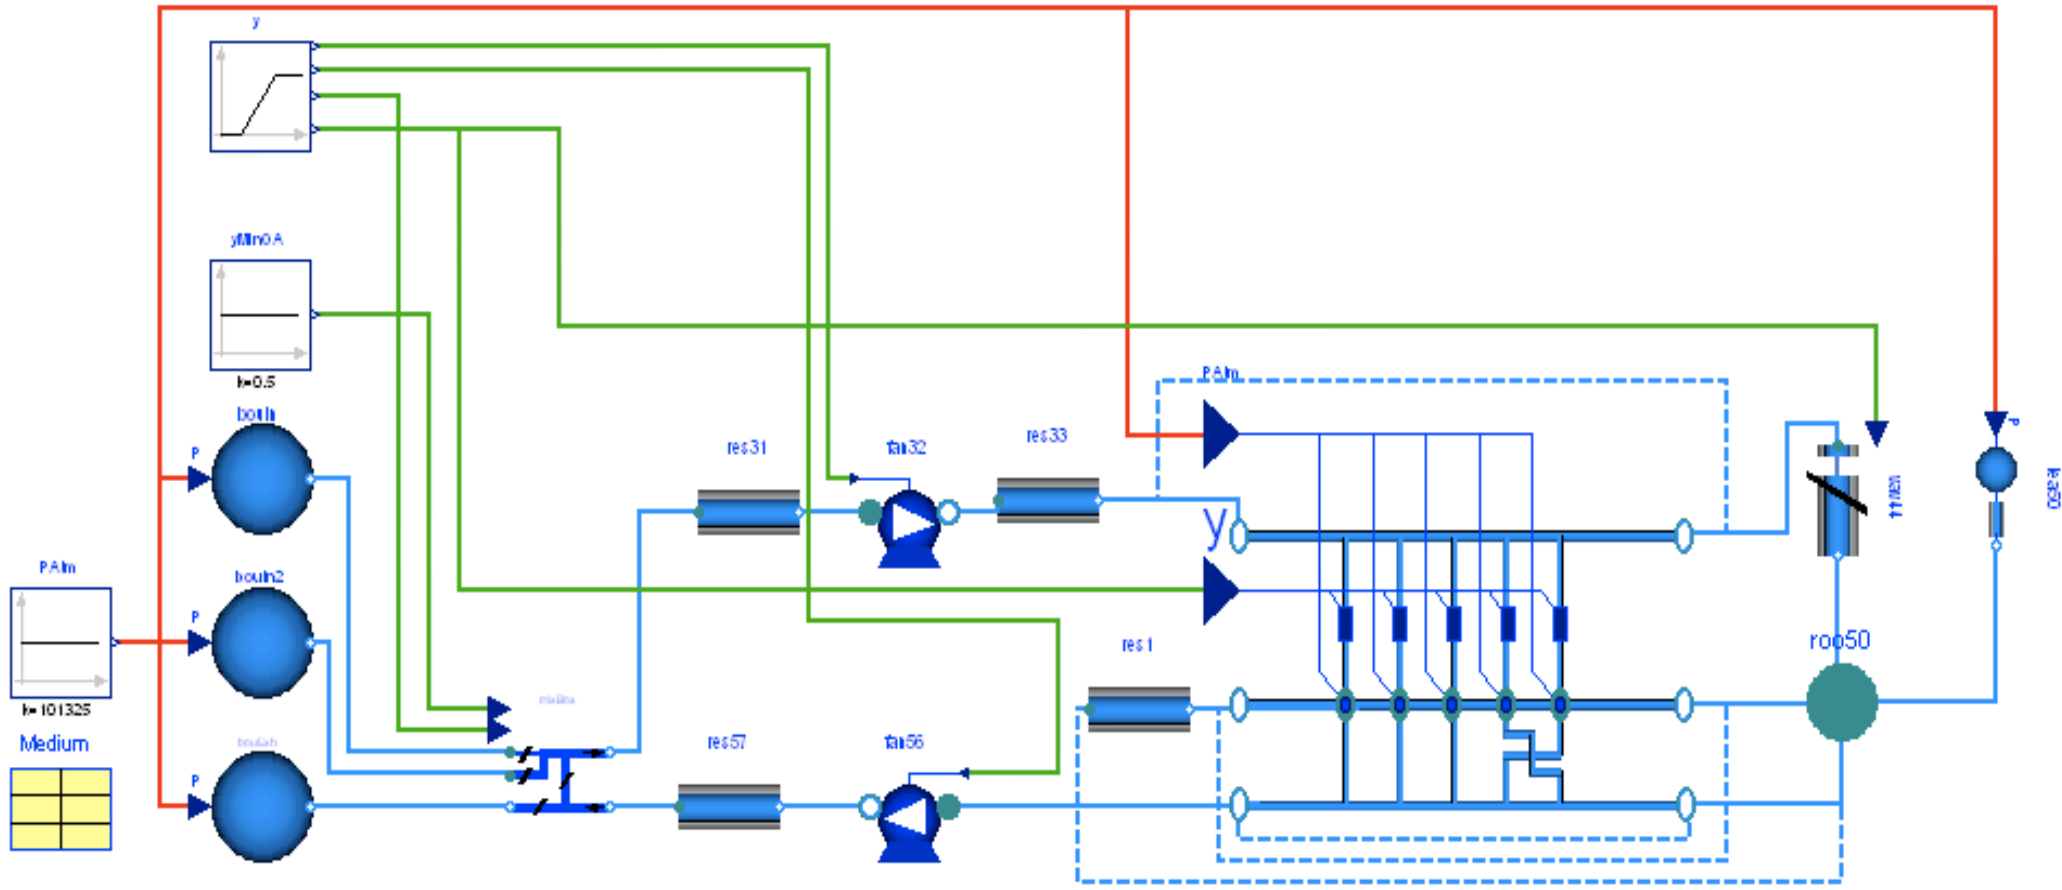 y
yMinOA
k=0.5
bouIn
P
PAtm
res31
fan32
res33
P
y
PAtm
bouIn2
P
roo50
res1
k=101325
Medium
res57
fan56
P